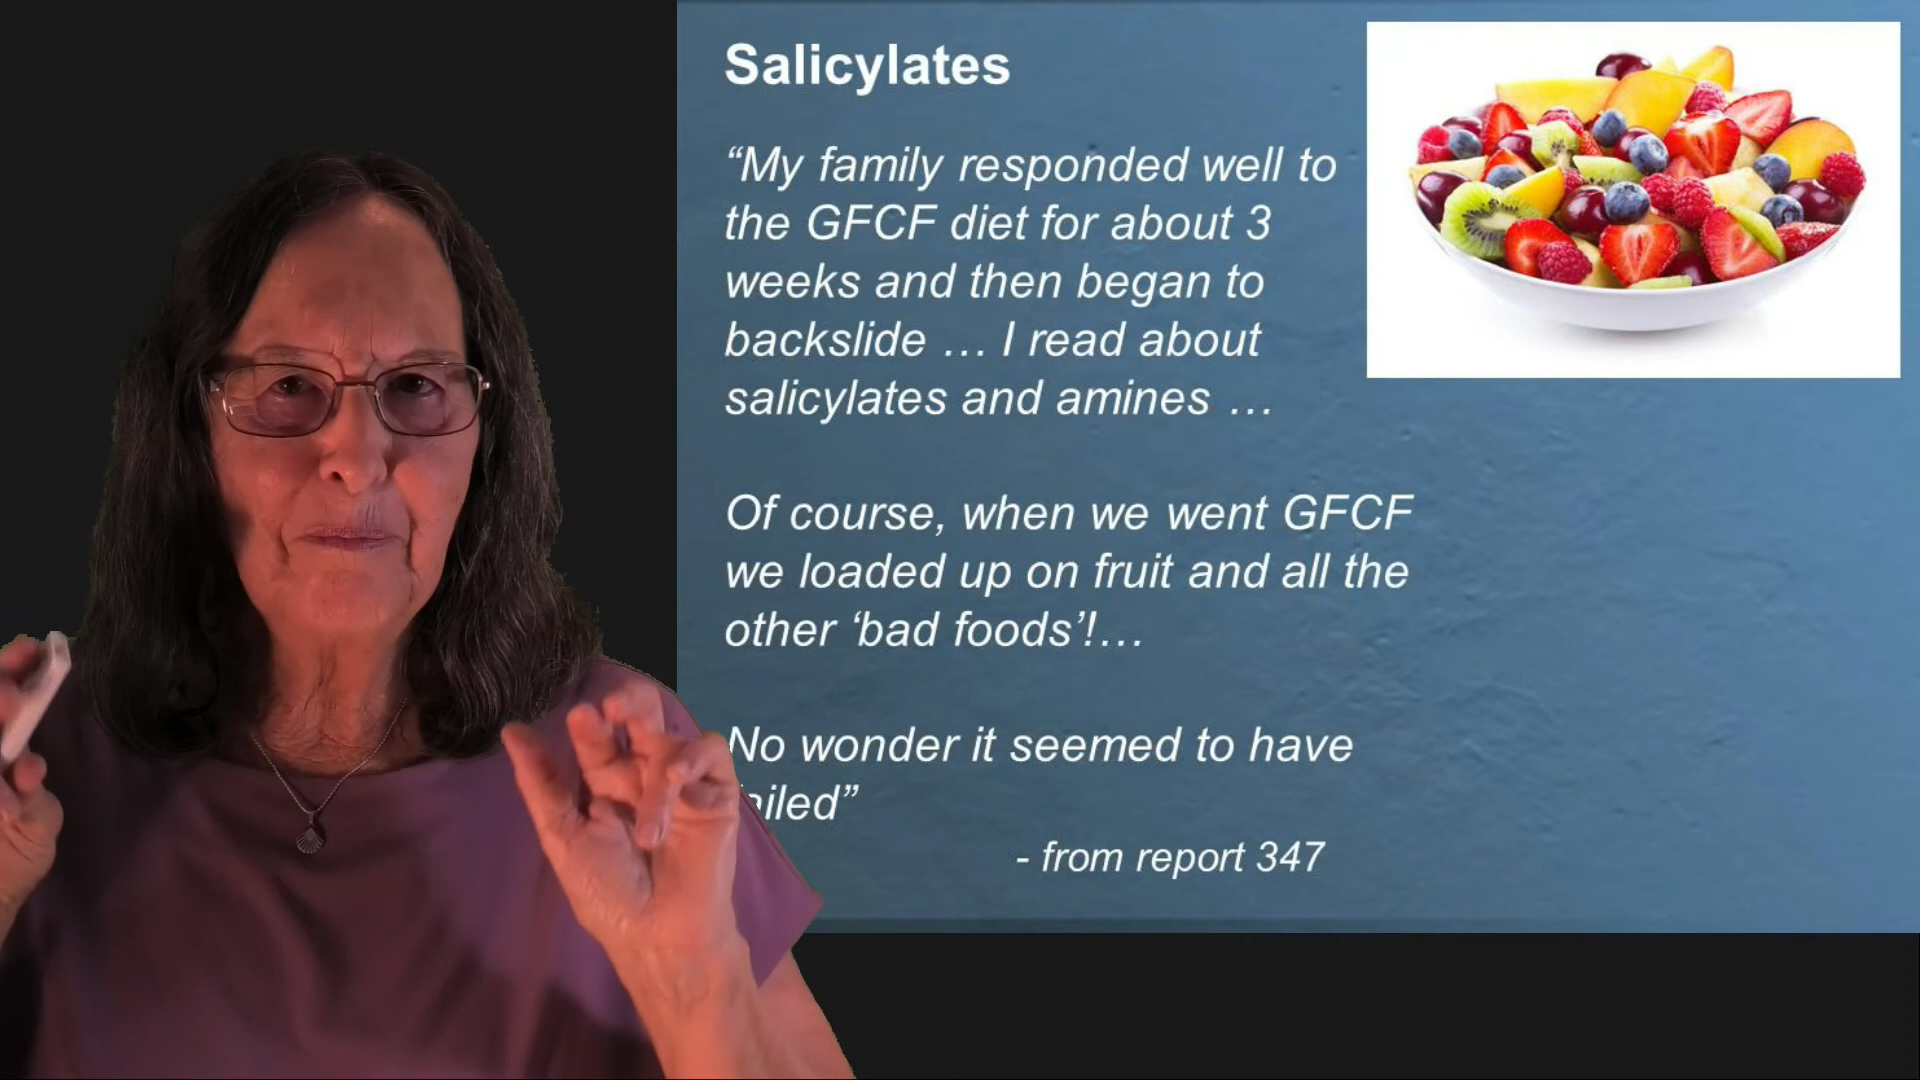 Salicylates
“My family responded well to
the GFCF diet for about 3
weeks and then began to
backslide … I read about
salicylates and amines …
Of course, when we went GFCF
we loaded up on fruit and all the
other ‘bad foods’!…
No wonder it seemed to have
failed”
- from report 347